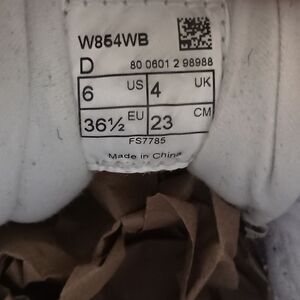 W854WB
D 80 0601 2 98988
6 US 4 UK
36½ EU 23 CM
FS7785
Made in China